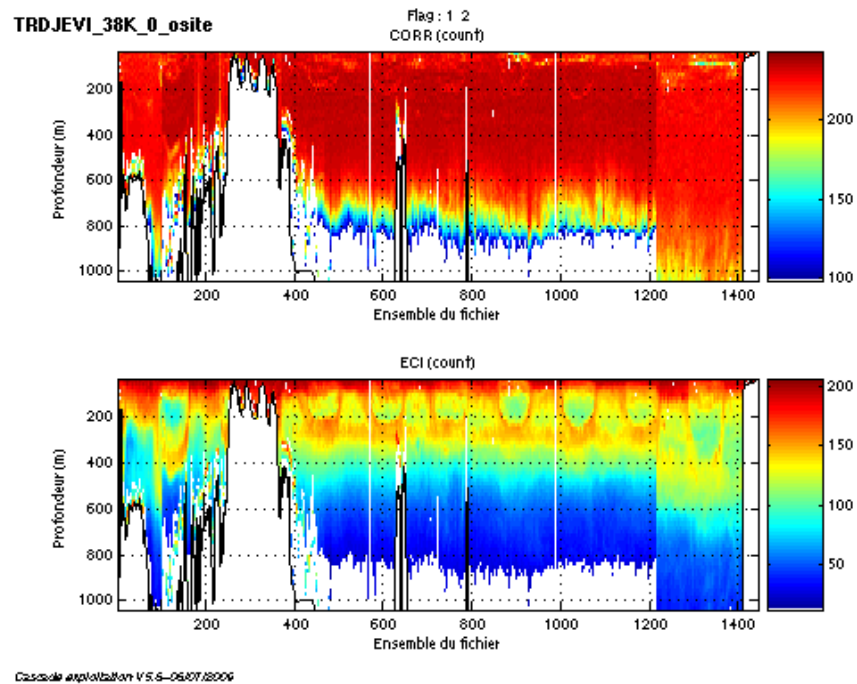 TRDJEVI_38K_0_osite
Flag : 1 2
CORR (count)
Profondeur (m)
200
400
600
800
1000
200 400 600 800 1000 1200 1400
Ensemble du fichier
200
150
100
ECI (count)
Profondeur (m)
200
400
600
800
1000
200 400 600 800 1000 1200 1400
Ensemble du fichier
200
150
100
50
Cascade exploitation V 5.6-06/07/2009